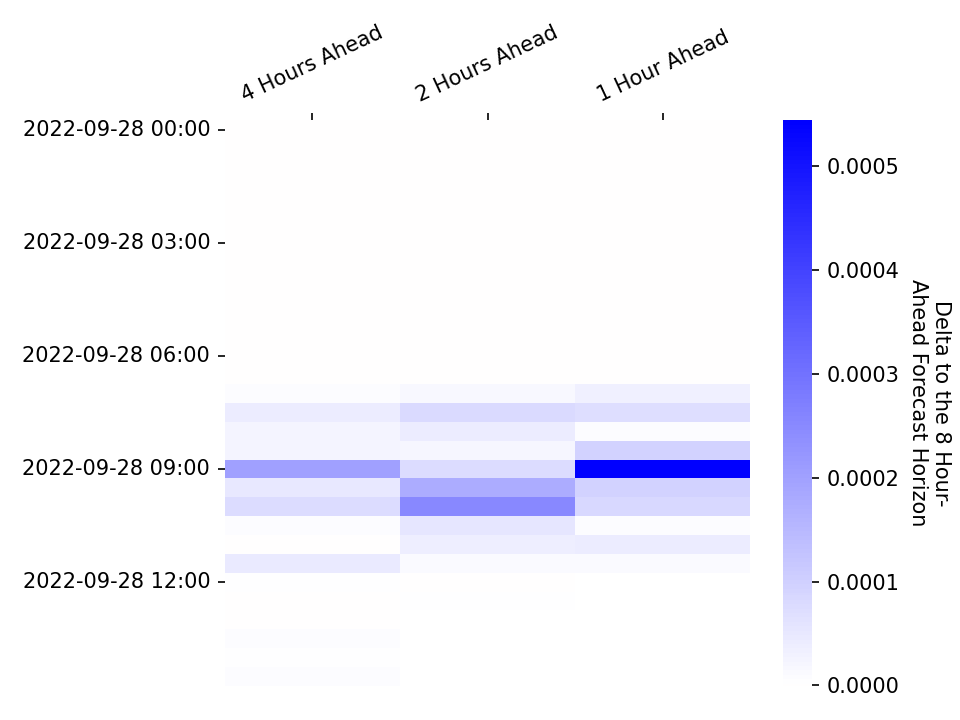 4 Hours Ahead
2 Hours Ahead
1 Hour Ahead
2022-09-28 00:00
2022-09-28 03:00
2022-09-28 06:00
2022-09-28 09:00
2022-09-28 12:00
0.0005
0.0004
0.0003
0.0002
0.0001
0.0000
Delta to the 8 Hour-
Ahead Forecast Horizon